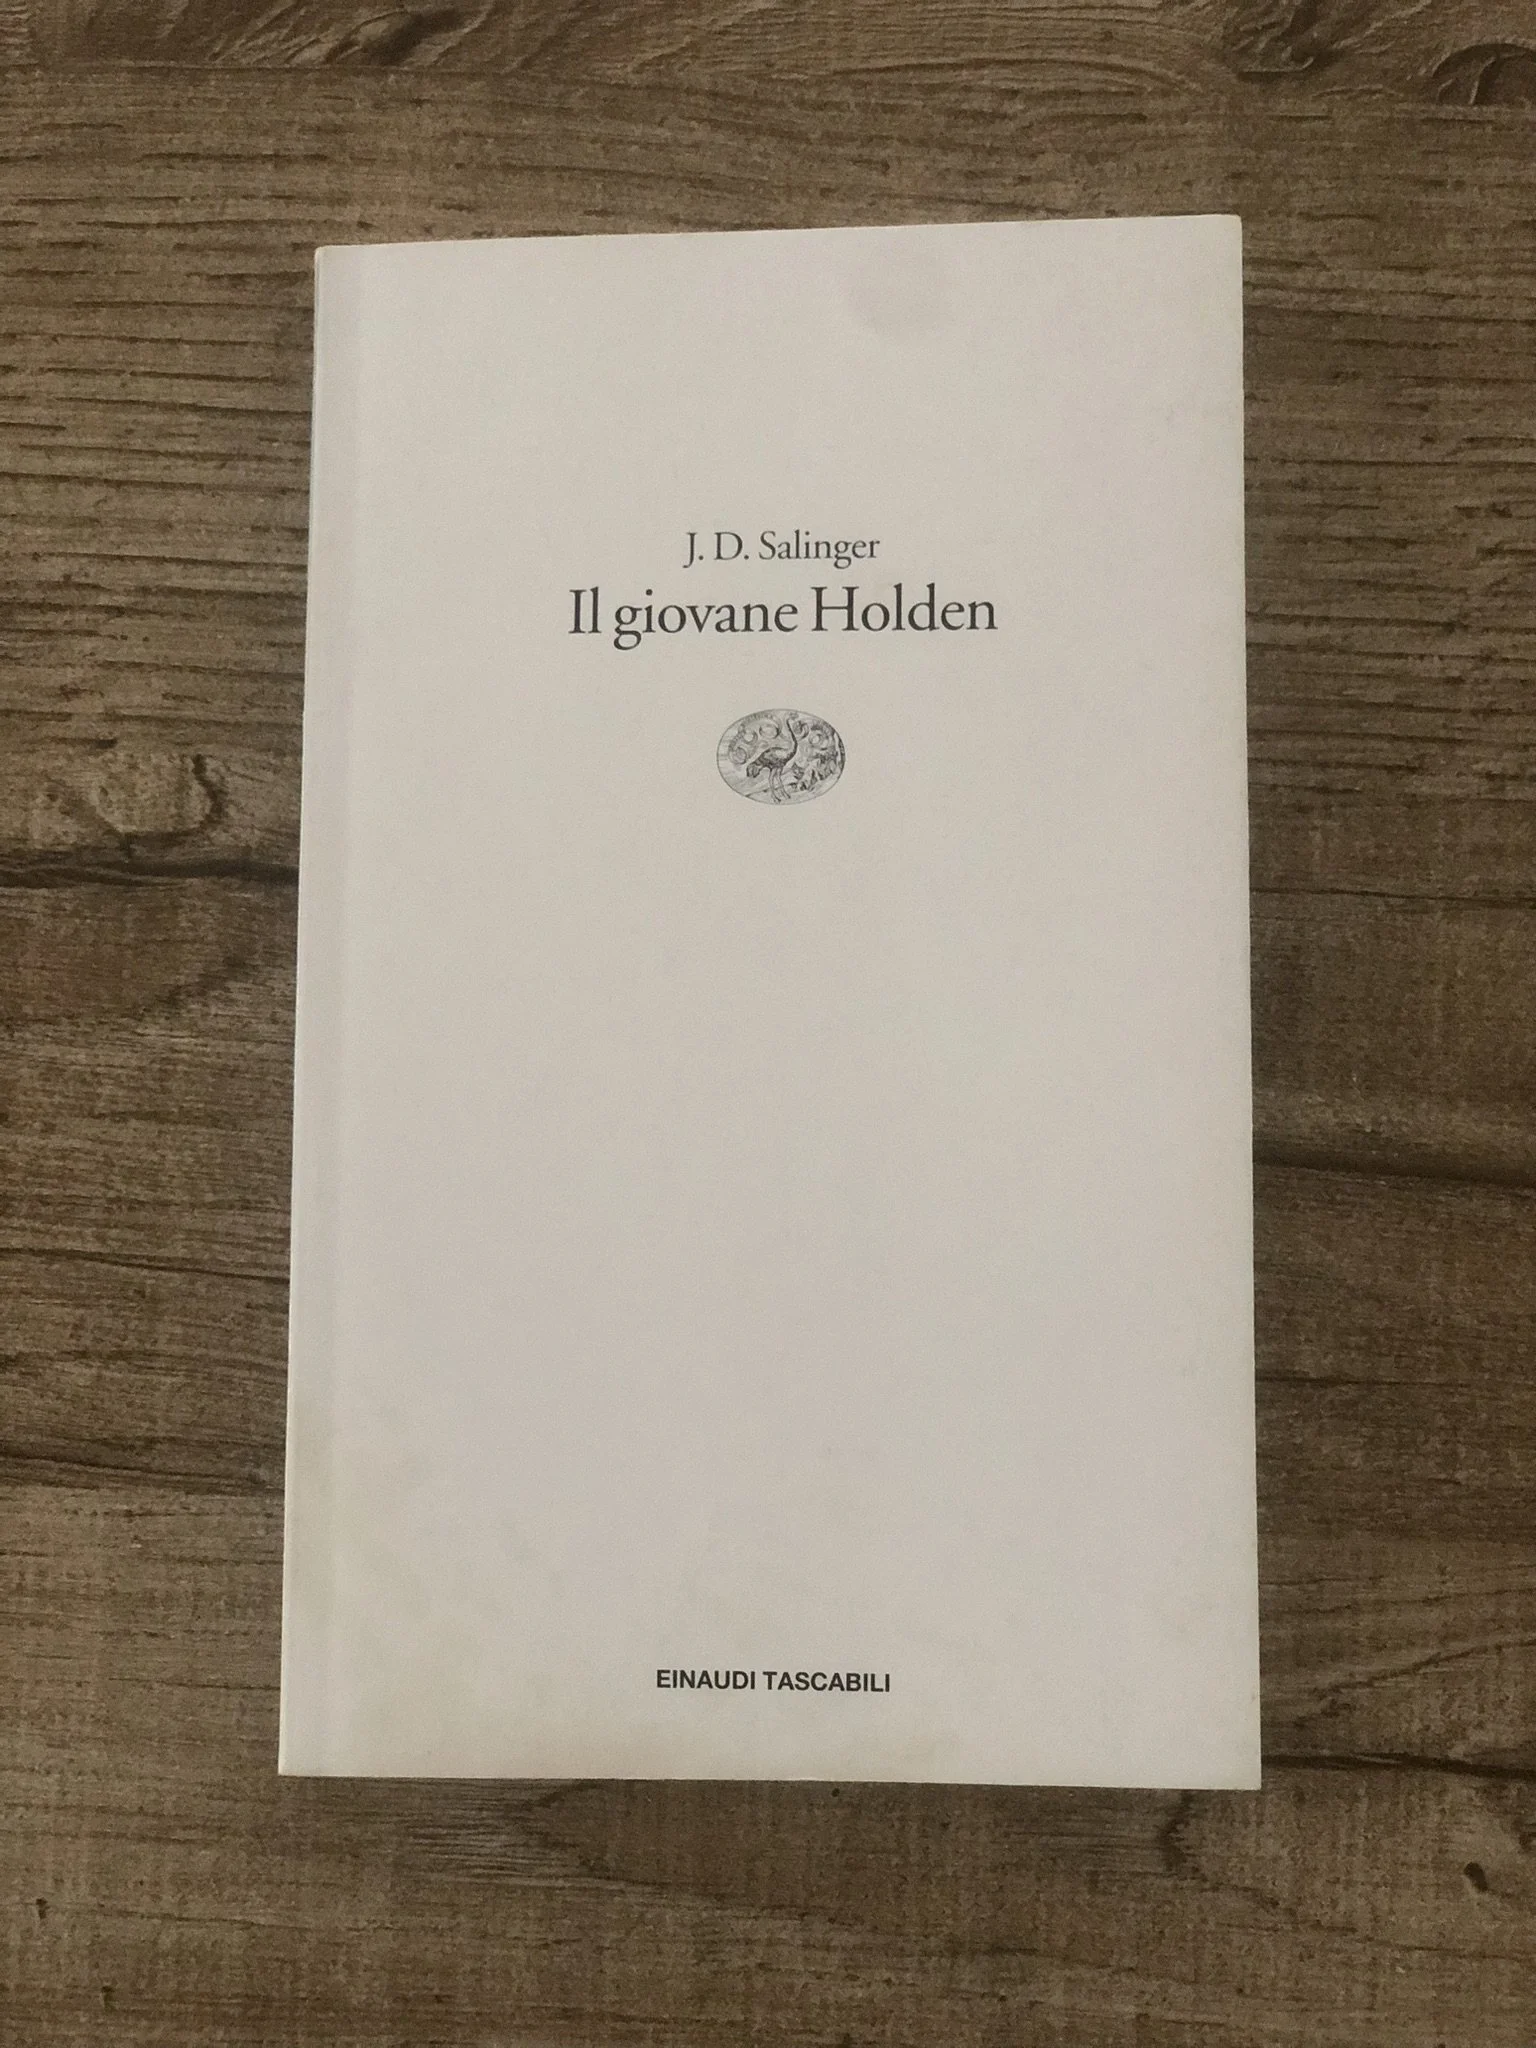 J. D. Salinger
Il giovane Holden
EINAUDI TASCABILI